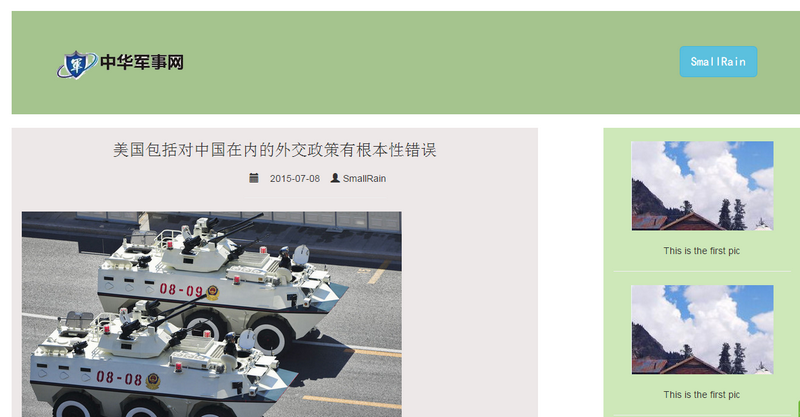 中华军事网
SmallRain
美国包括对中国在内的外交政策有根本性错误
2015-07-08 SmallRain
08-09
08-08
This is the first pic
This is the first pic